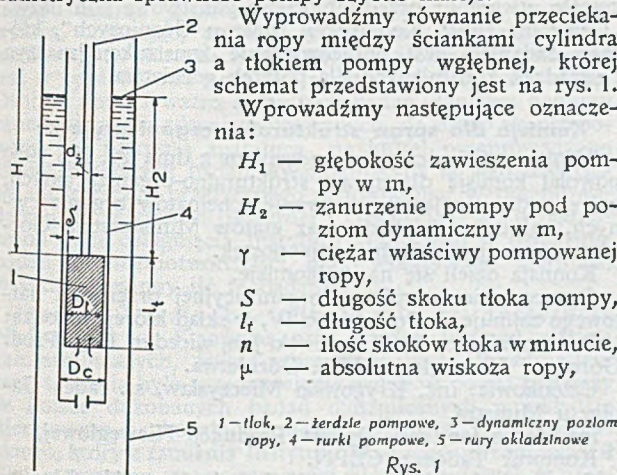 Wyprowadźmy równanie przecieka-
nia ropy między ściankami cylindra
a tłokiem pompy wgłębnej, której
schemat przedstawiony jest na rys. 1.
Wprowadźmy następujące oznacze-
nia:
H₁ — głębokość zawieszenia pom-
py w m,
H₂ — zanurzenie pompy pod po-
ziom dynamiczny w m,
γ — ciężar właściwy pompowanej
ropy,
S — długość skoku tłoka pompy,
lₜ — długość tłoka,
n — ilość skoków tłoka w minucie,
μ — absolutna wiskoza ropy,
2
3
H₁
dż
H₂
4
1
Dt
lt
Dc
5
1—tłok, 2—żerdzie pompowe, 3—dynamiczny poziom
ropy, 4—rurki pompowe, 5—rury okładzinowe
Rys. 1